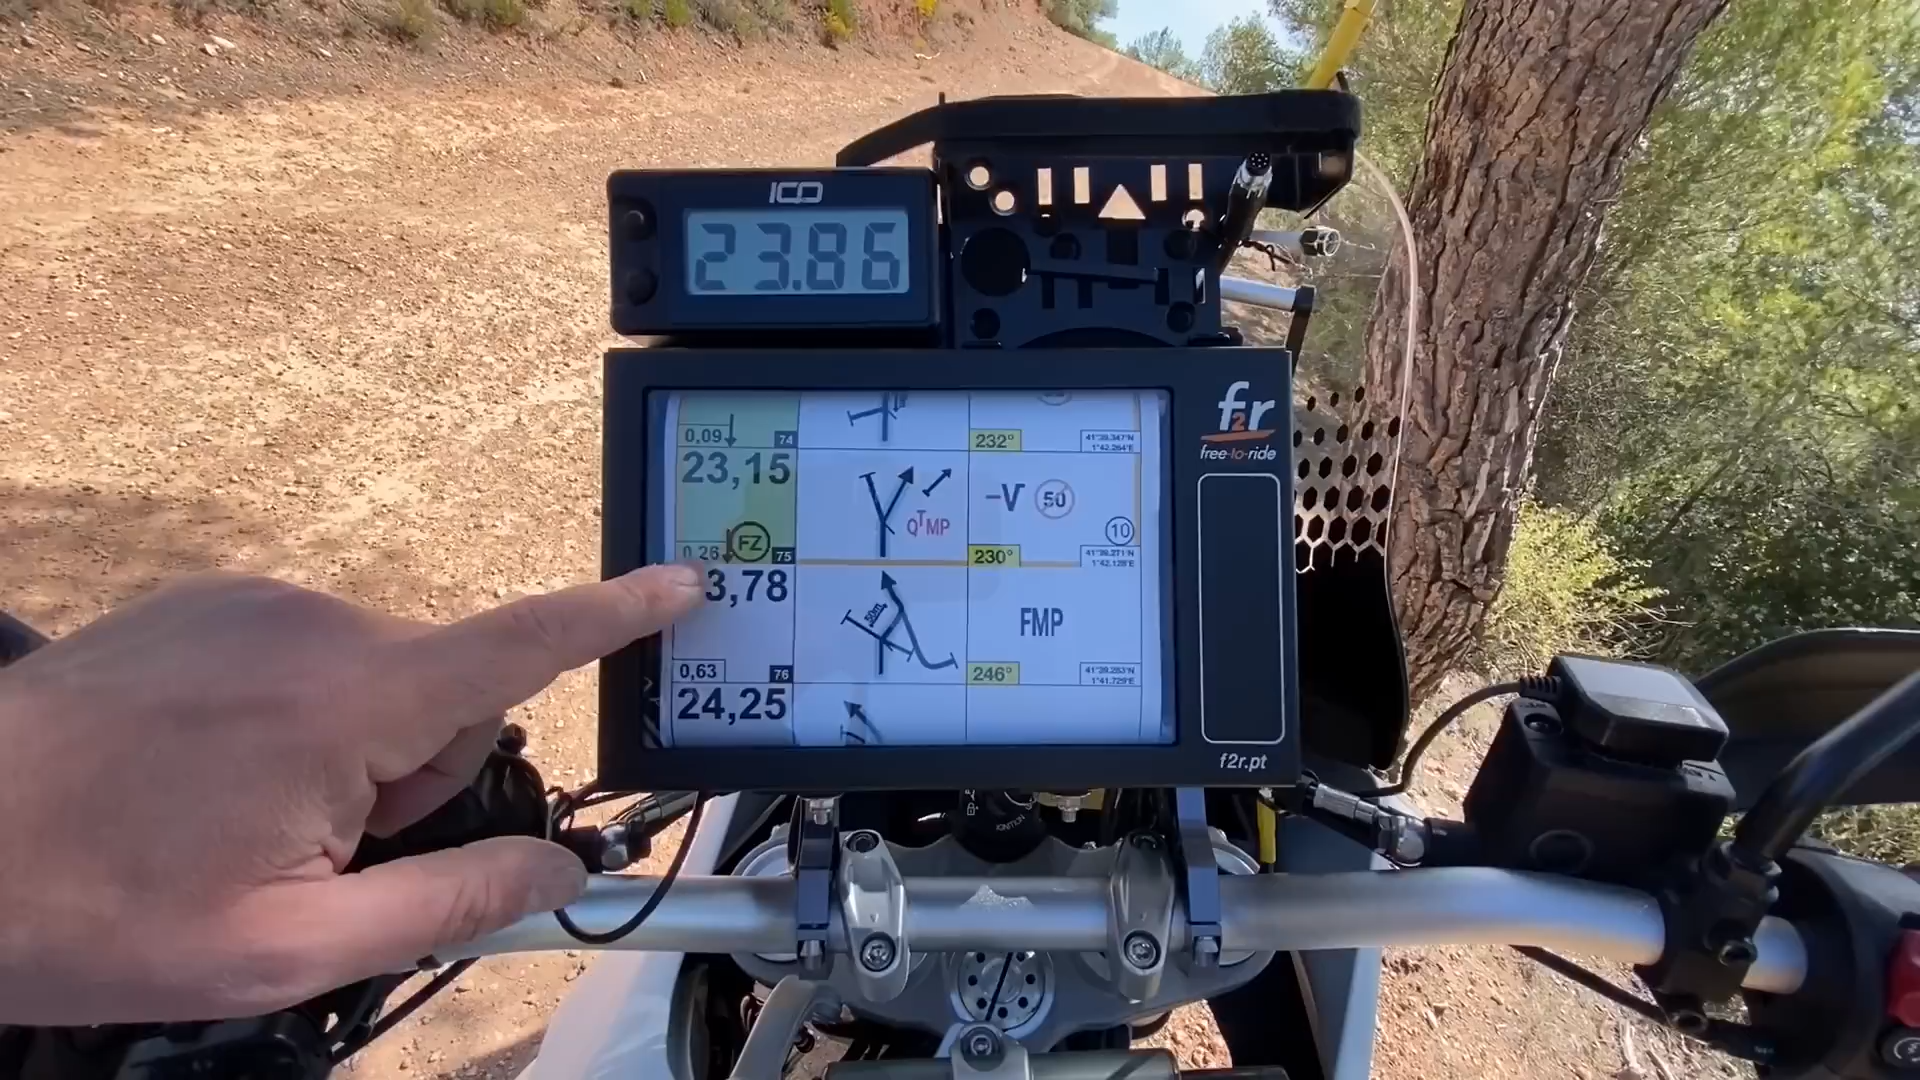 ICO
23.86
f2r
free-to-ride
0,09
74
232°
41°39.347'N
1°42.264'E
23,15
QTMP
-V
50
10
FZ
0,26
75
230°
41°39.271'N
1°42.128'E
3,78
50m
FMP
0,63
76
246°
41°39.253'N
1°41.729'E
24,25
f2r.pt
IGNITION